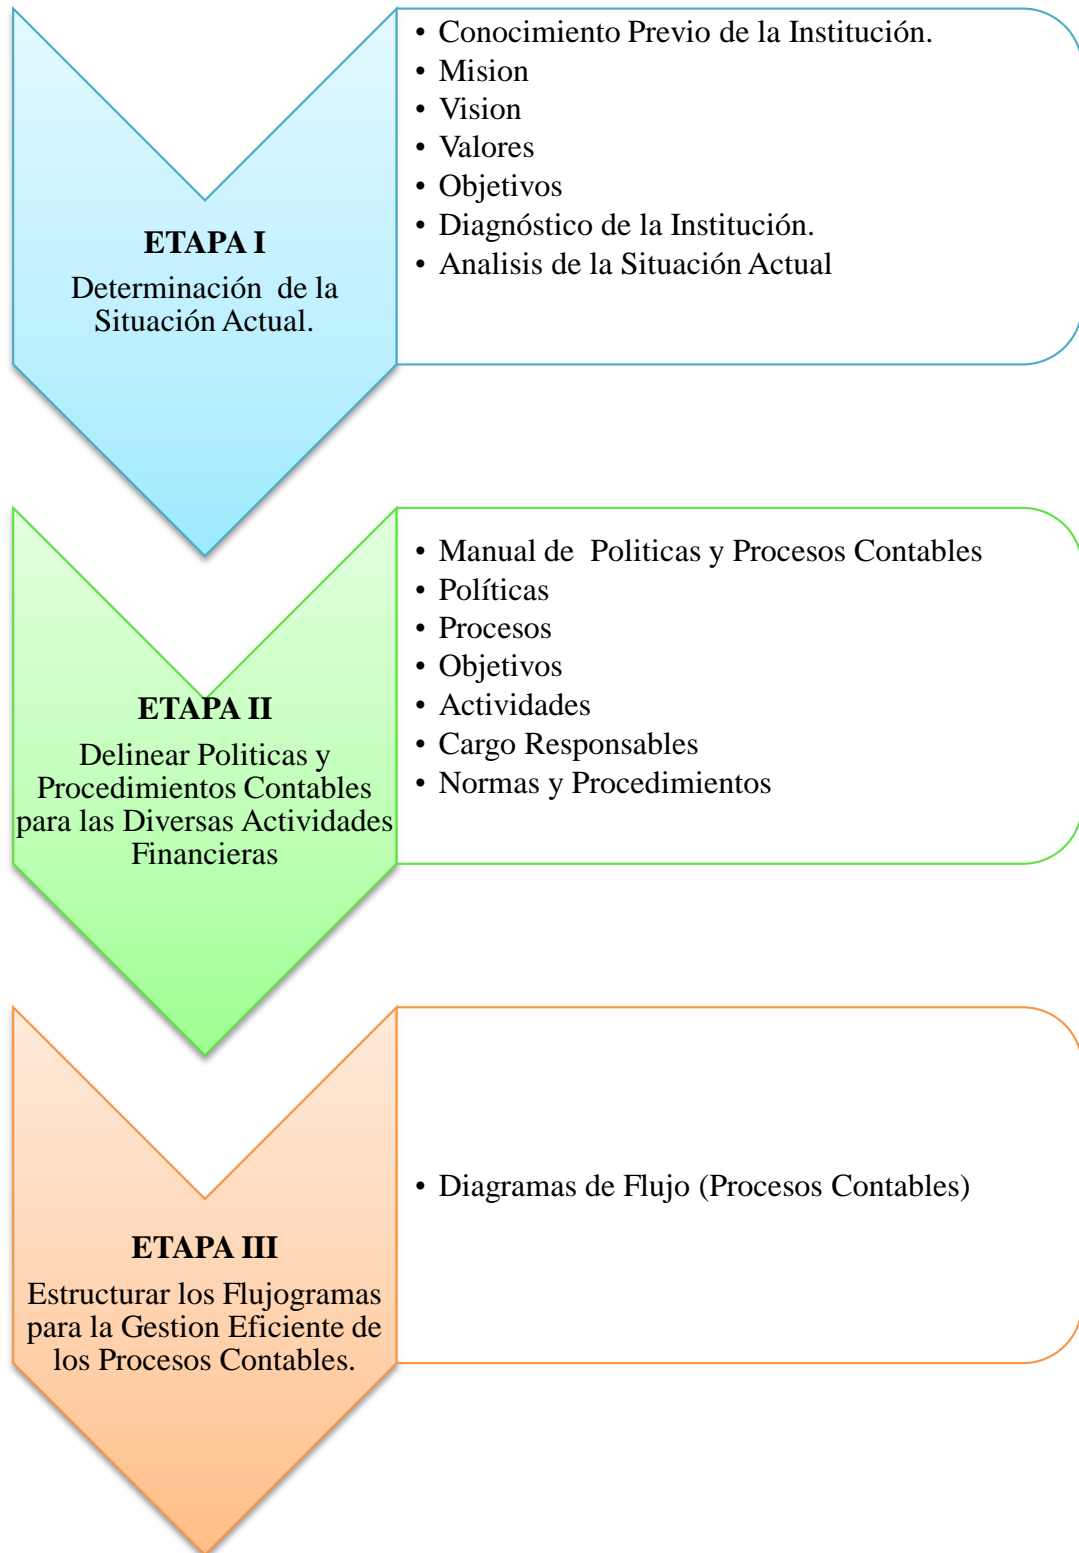 ETAPA I
Determinación de la
Situación Actual.
• Conocimiento Previo de la Institución.
• Mision
• Vision
• Valores
• Objetivos
• Diagnóstico de la Institución.
• Analisis de la Situación Actual
ETAPA II
Delinear Politicas y
Procedimientos Contables
para las Diversas Actividades
Financieras
• Manual de Politicas y Procesos Contables
• Políticas
• Procesos
• Objetivos
• Actividades
• Cargo Responsables
• Normas y Procedimientos
ETAPA III
Estructurar los Flujogramas
para la Gestion Eficiente de
los Procesos Contables.
• Diagramas de Flujo (Procesos Contables)